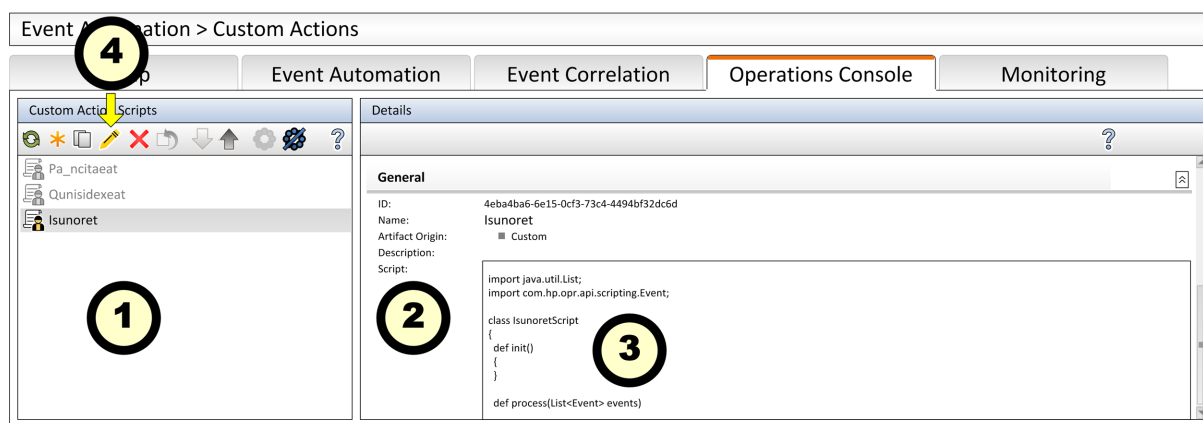 Event A ation > Custom Actions
4
p
Event Automation
Event Correlation
Operations Console
Monitoring
Custom Action Scripts
Details
?
?
Pa_ncitaeat
Qunisidexeat
Isunoret
General
ID: 4eba4ba6-6e15-0cf3-73c4-4494bf32dc6d
Name: Isunoret
Artifact Origin: Custom
Description:
Script:
import java.util.List;
import com.hp.opr.api.scripting.Event;
class IsunoretScript
{
def init()
{
}
def process(List<Event> events)
1
2
3